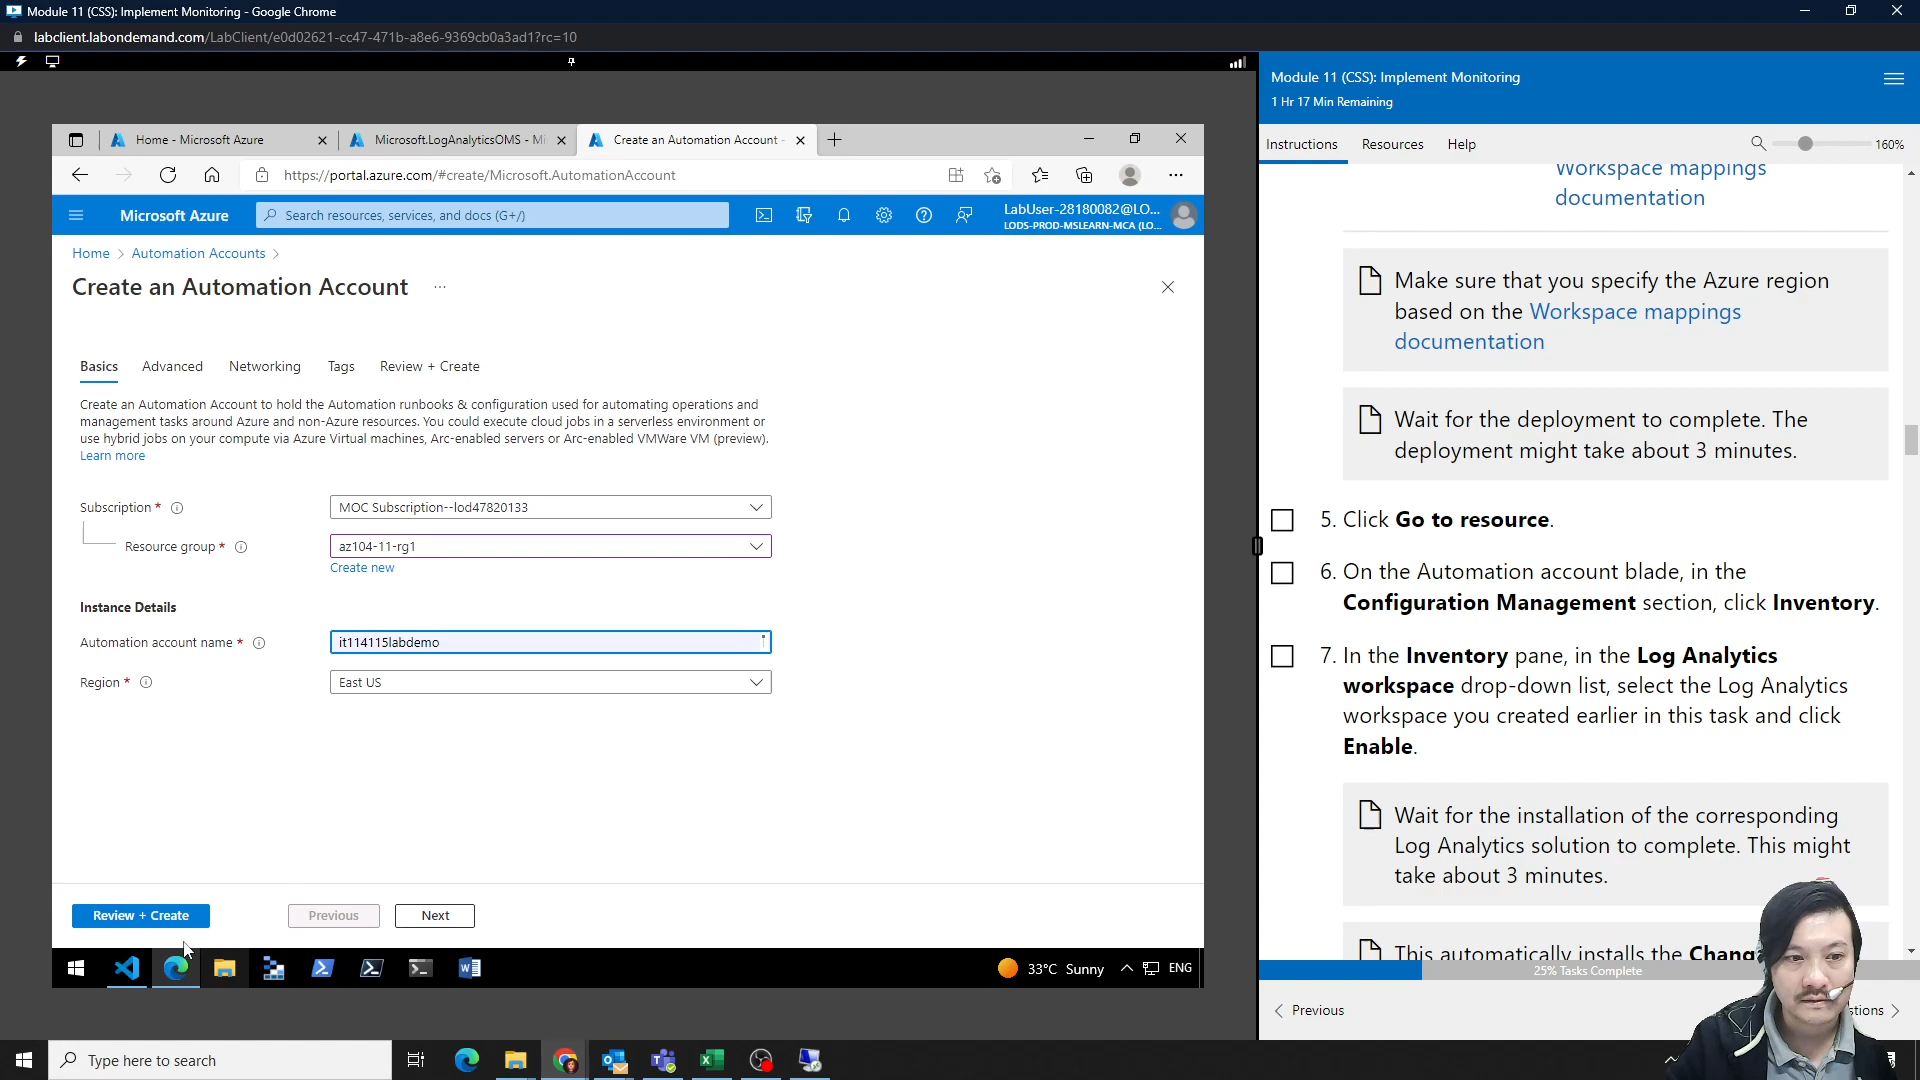 Module 11 (CSS): Implement Monitoring - Google Chrome
labclient.labondemand.com/LabClient/e0d02621-cc47-471b-a8e6-9369cb0a3ad1?rc=10
Home - Microsoft Azure
Microsoft.LogAnalyticsOMS - Mi
Create an Automation Account -
https://portal.azure.com/#create/Microsoft.AutomationAccount
Microsoft Azure
Search resources, services, and docs (G+/)
LabUser-28180082@LO...
LODS-PROD-MSLEARN-MCA (LO...
Home > Automation Accounts >
Create an Automation Account ...
Basics
Advanced
Networking
Tags
Review + Create
Create an Automation Account to hold the Automation runbooks & configuration used for automating operations and
management tasks around Azure and non-Azure resources. You could execute cloud jobs in a serverless environment or
use hybrid jobs on your compute via Azure Virtual machines, Arc-enabled servers or Arc-enabled VMWare VM (preview).
Learn more
Subscription *
MOC Subscription--lod47820133
Resource group *
az104-11-rg1
Create new
Instance Details
Automation account name *
it114115labdemo
Region *
East US
Review + Create
Previous
Next
33°C Sunny
ENG
Module 11 (CSS): Implement Monitoring
1 Hr 17 Min Remaining
Instructions
Resources
Help
160%
Workspace mappings
documentation
Make sure that you specify the Azure region
based on the Workspace mappings
documentation
Wait for the deployment to complete. The
deployment might take about 3 minutes.
5. Click Go to resource.
6. On the Automation account blade, in the
Configuration Management section, click Inventory.
7. In the Inventory pane, in the Log Analytics
workspace drop-down list, select the Log Analytics
workspace you created earlier in this task and click
Enable.
Wait for the installation of the corresponding
Log Analytics solution to complete. This might
take about 3 minutes.
This automatically installs the Chang
25% Tasks Complete
< Previous
stions >
Type here to search